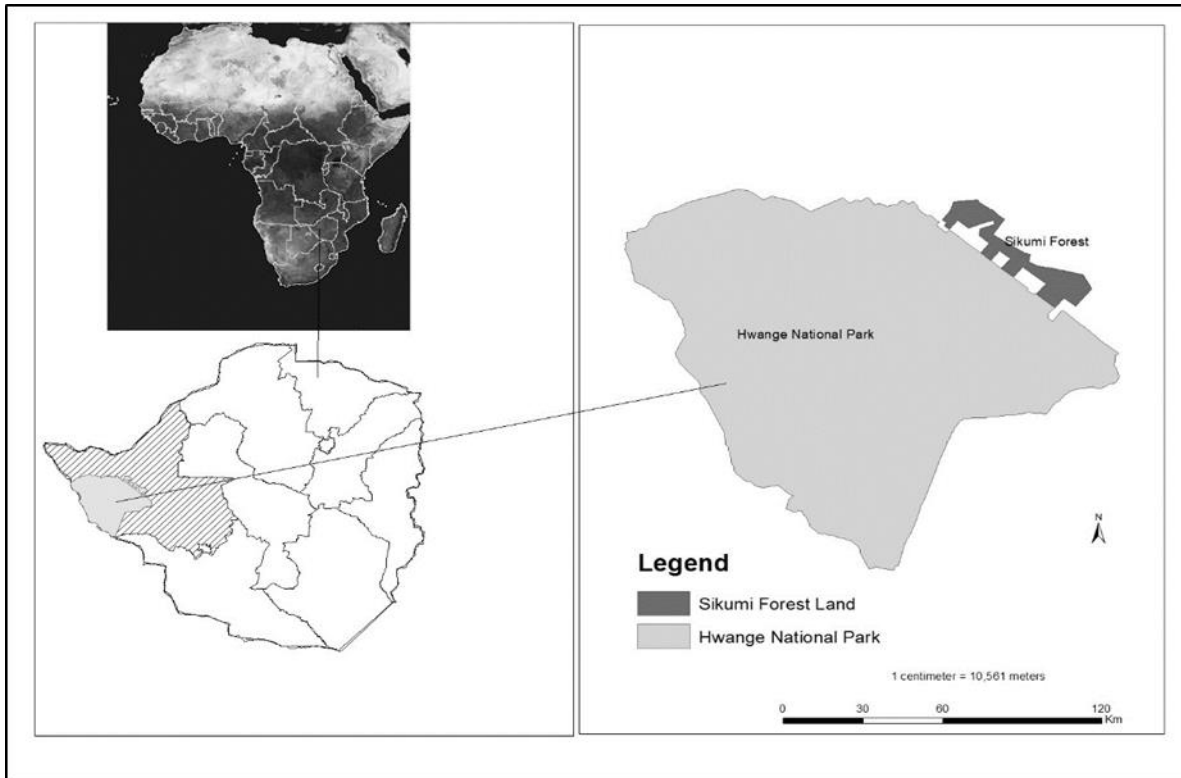 Sikumi Forest
Hwange National Park
N
Legend
Sikumi Forest Land
Hwange National Park
1 centimeter = 10,561 meters
0 30 60 120
Km